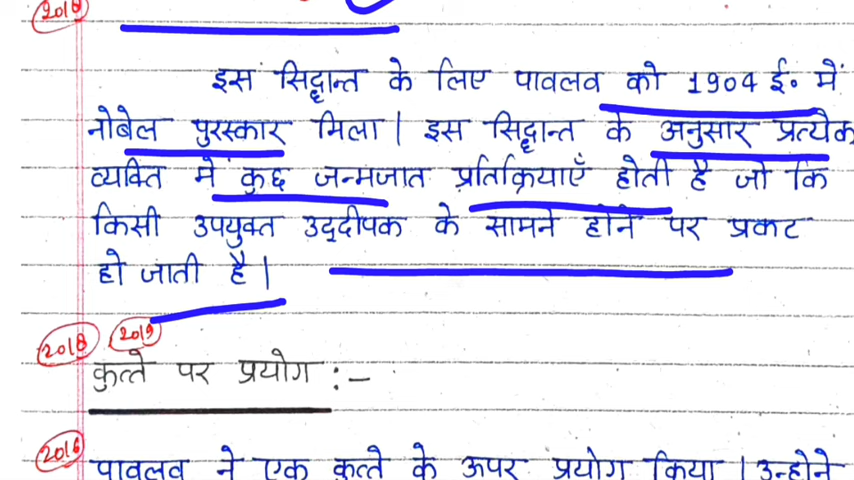 2018
इस सिद्धान्त के लिए पावलव को 1904 ई० में
नोबेल पुरस्कार मिला | इस सिद्धान्त के अनुसार प्रत्येक
व्यक्ति में कुछ जन्मजात प्रतिक्रियाएँ होती है जो कि
किसी उपयुक्त उद्दीपक के सामने होने पर प्रकट
हो जाती है |
2018 2019
कुत्ते पर प्रयोग :-
2016
पावलव ने एक कुत्ते के ऊपर प्रयोग किया | उन्होने